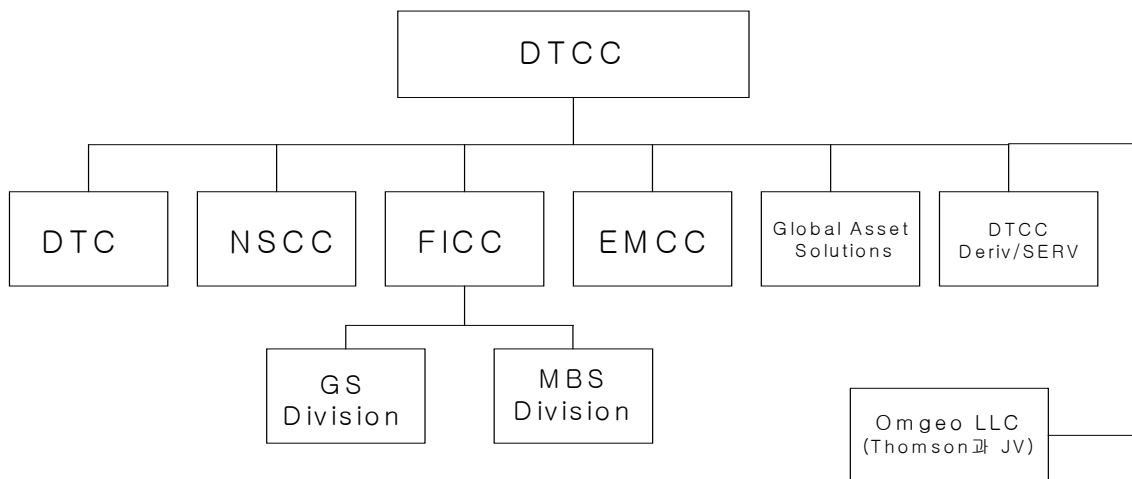 DTCC
DTC
NSCC
FICC
EMCC
Global Asset
Solutions
DTCC
Deriv/SERV
GS
Division
MBS
Division
Omgeo LLC
(Thomson과 JV)